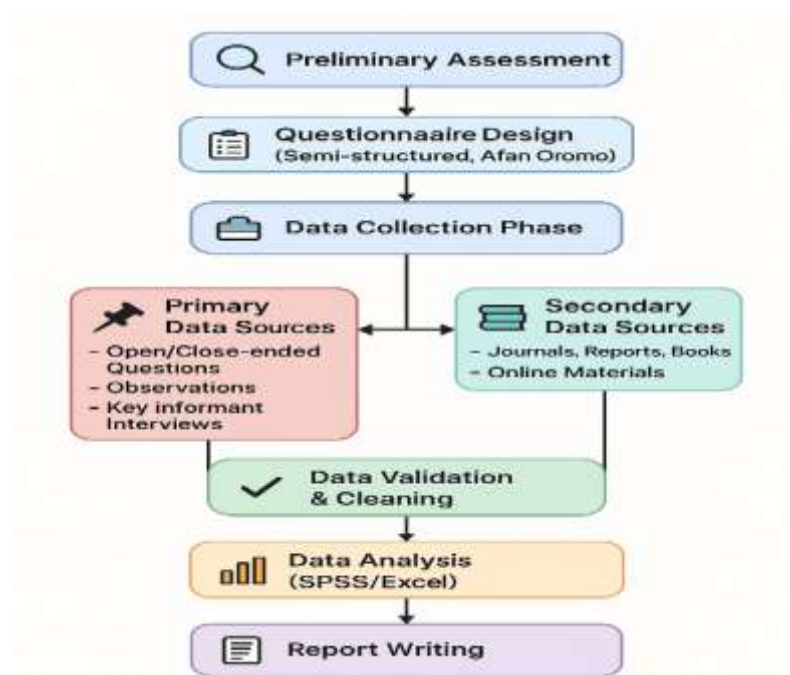 Preliminary Assessment
Questionnaaire Design
(Semi-structured, Afan Oromo)
Data Collection Phase
Primary
Data Sources
- Open/Close-ended
Questions
- Observations
- Key informant
Interviews
Secondary
Data Sources
- Journals, Reports, Books
- Online Materials
Data Validation
& Cleaning
Data Analysis
(SPSS/Excel)
Report Writing